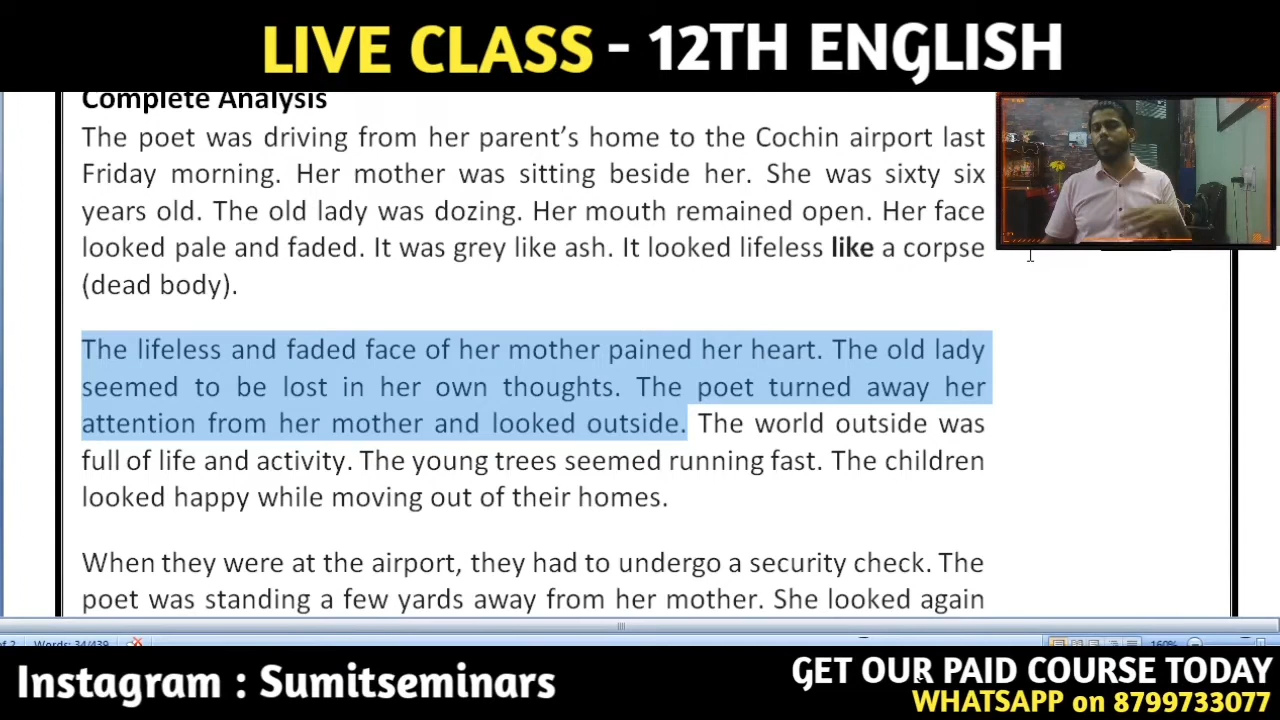 LIVE CLASS - 12TH ENGLISH
Complete Analysis
The poet was driving from her parent's home to the Cochin airport last
Friday morning. Her mother was sitting beside her. She was sixty six
years old. The old lady was dozing. Her mouth remained open. Her face
looked pale and faded. It was grey like ash. It looked lifeless like a corpse
(dead body).
The lifeless and faded face of her mother pained her heart. The old lady
seemed to be lost in her own thoughts. The poet turned away her
attention from her mother and looked outside. The world outside was
full of life and activity. The young trees seemed running fast. The children
looked happy while moving out of their homes.
When they were at the airport, they had to undergo a security check. The
poet was standing a few yards away from her mother. She looked again
of 2 Words: 34/439 160%
Instagram : Sumitseminars
GET OUR PAID COURSE TODAY
WHATSAPP on 8799733077